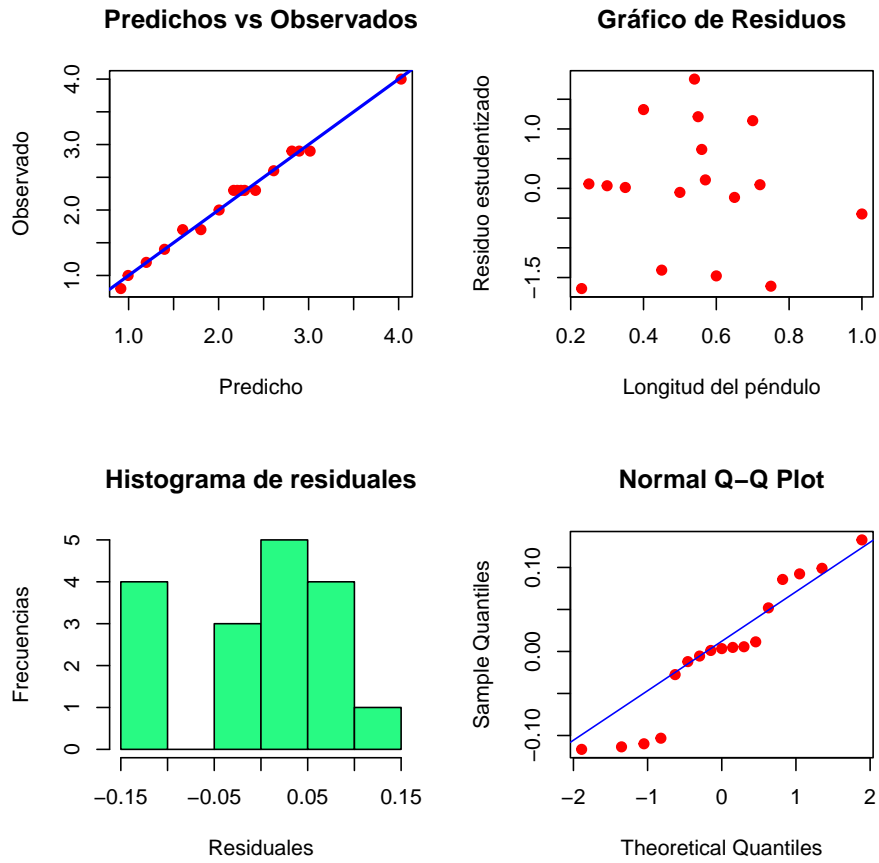 Predichos vs Observados
Observado
4.0
3.0
2.0
1.0
1.0
2.0
3.0
4.0
Predicho
Gráfico de Residuos
Residuo estudentizado
1.0
0.0
−1.5
0.2
0.4
0.6
0.8
1.0
Longitud del péndulo
Histograma de residuales
Frecuencias
5
4
3
2
1
0
−0.15
−0.05
0.05
0.15
Residuales
Normal Q−Q Plot
Sample Quantiles
0.10
0.00
−0.10
−2
−1
0
1
2
Theoretical Quantiles